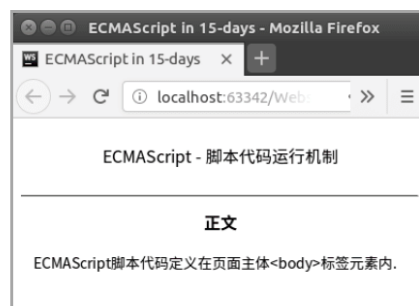 ECMAScript in 15-days - Mozilla Firefox
WS ECMAScript in 15-days × +
localhost:63342/Web
ECMAScript - 脚本代码运行机制
正文
ECMAScript脚本代码定义在页面主体<body>标签元素内.